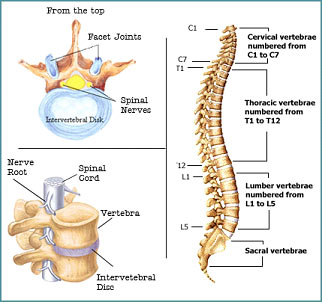 From the top
Facet Joints
Spinal
Nerves
Intervertebral Disk
Nerve
Root
Spinal
Cord
Vertebra
Intervetebral
Disc
C1
C7
T1
'12
L1
L5
Cervical vertebrae
numbered from
C1 to C7
Thoracic vertebrae
numbered from
T1 to T12
Lumber vertebrae
numbered from
L1 to L5
Sacral vertebrae